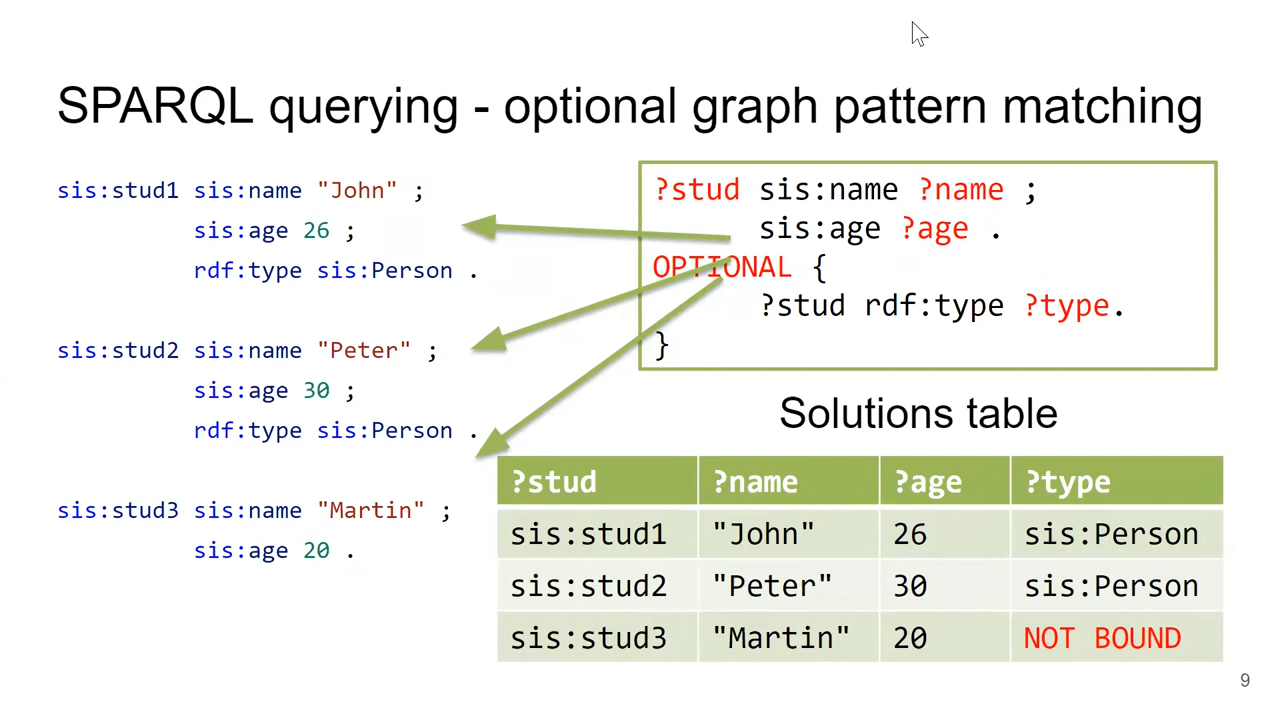 SPARQL querying - optional graph pattern matching
sis:stud1 sis:name "John" ;
sis:age 26 ;
rdf:type sis:Person .
sis:stud2 sis:name "Peter" ;
sis:age 30 ;
rdf:type sis:Person .
sis:stud3 sis:name "Martin" ;
sis:age 20 .
?stud sis:name ?name ;
sis:age ?age .
OPTIONAL {
?stud rdf:type ?type.
}
Solutions table
?stud ?name ?age ?type
sis:stud1 "John" 26 sis:Person
sis:stud2 "Peter" 30 sis:Person
sis:stud3 "Martin" 20 NOT BOUND
9